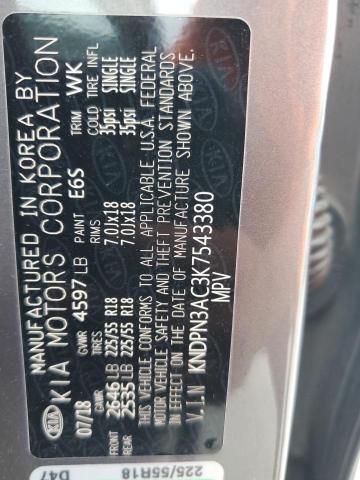 MANUFACTURED IN KOREA BY
KIA KIA MOTORS CORPORATION
07/18 GVWR 4597 LB PAINT E6S TRIM WK
GAWR TIRES RIMS COLD TIRE INFL
FRONT 2646 LB 225/55 R18 7.0Jx18 35psi SINGLE
REAR 2535 LB 225/55 R18 7.0Jx18 35psi SINGLE
THIS VEHICLE CONFORMS TO ALL APPLICABLE U.S.A. FEDERAL
MOTOR VEHICLE SAFETY & THEFT PREVENTION STANDARDS
IN EFFECT ON THE DATE OF MANUFACTURE SHOWN ABOVE.
V.I.N KNDPN3AC3K7543380
MPV
225/55R18
D47